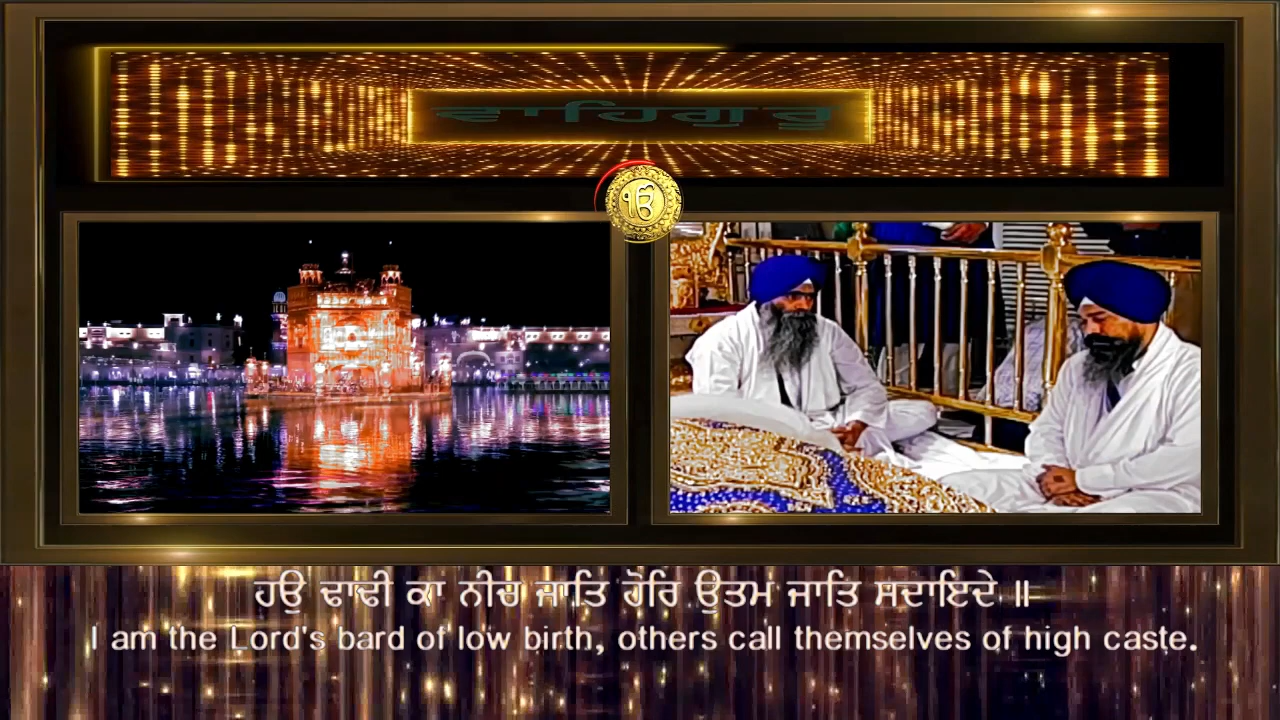 ਵਾਹਿਗੁਰੂ
ੴ
ਹਉ ਢਾਢੀ ਕਾ ਨੀਚ ਜਾਤਿ ਹੋਰਿ ਉਤਮ ਜਾਤਿ ਸਦਾਇਦੇ ॥
I am the Lord's bard of low birth, others call themselves of high caste.